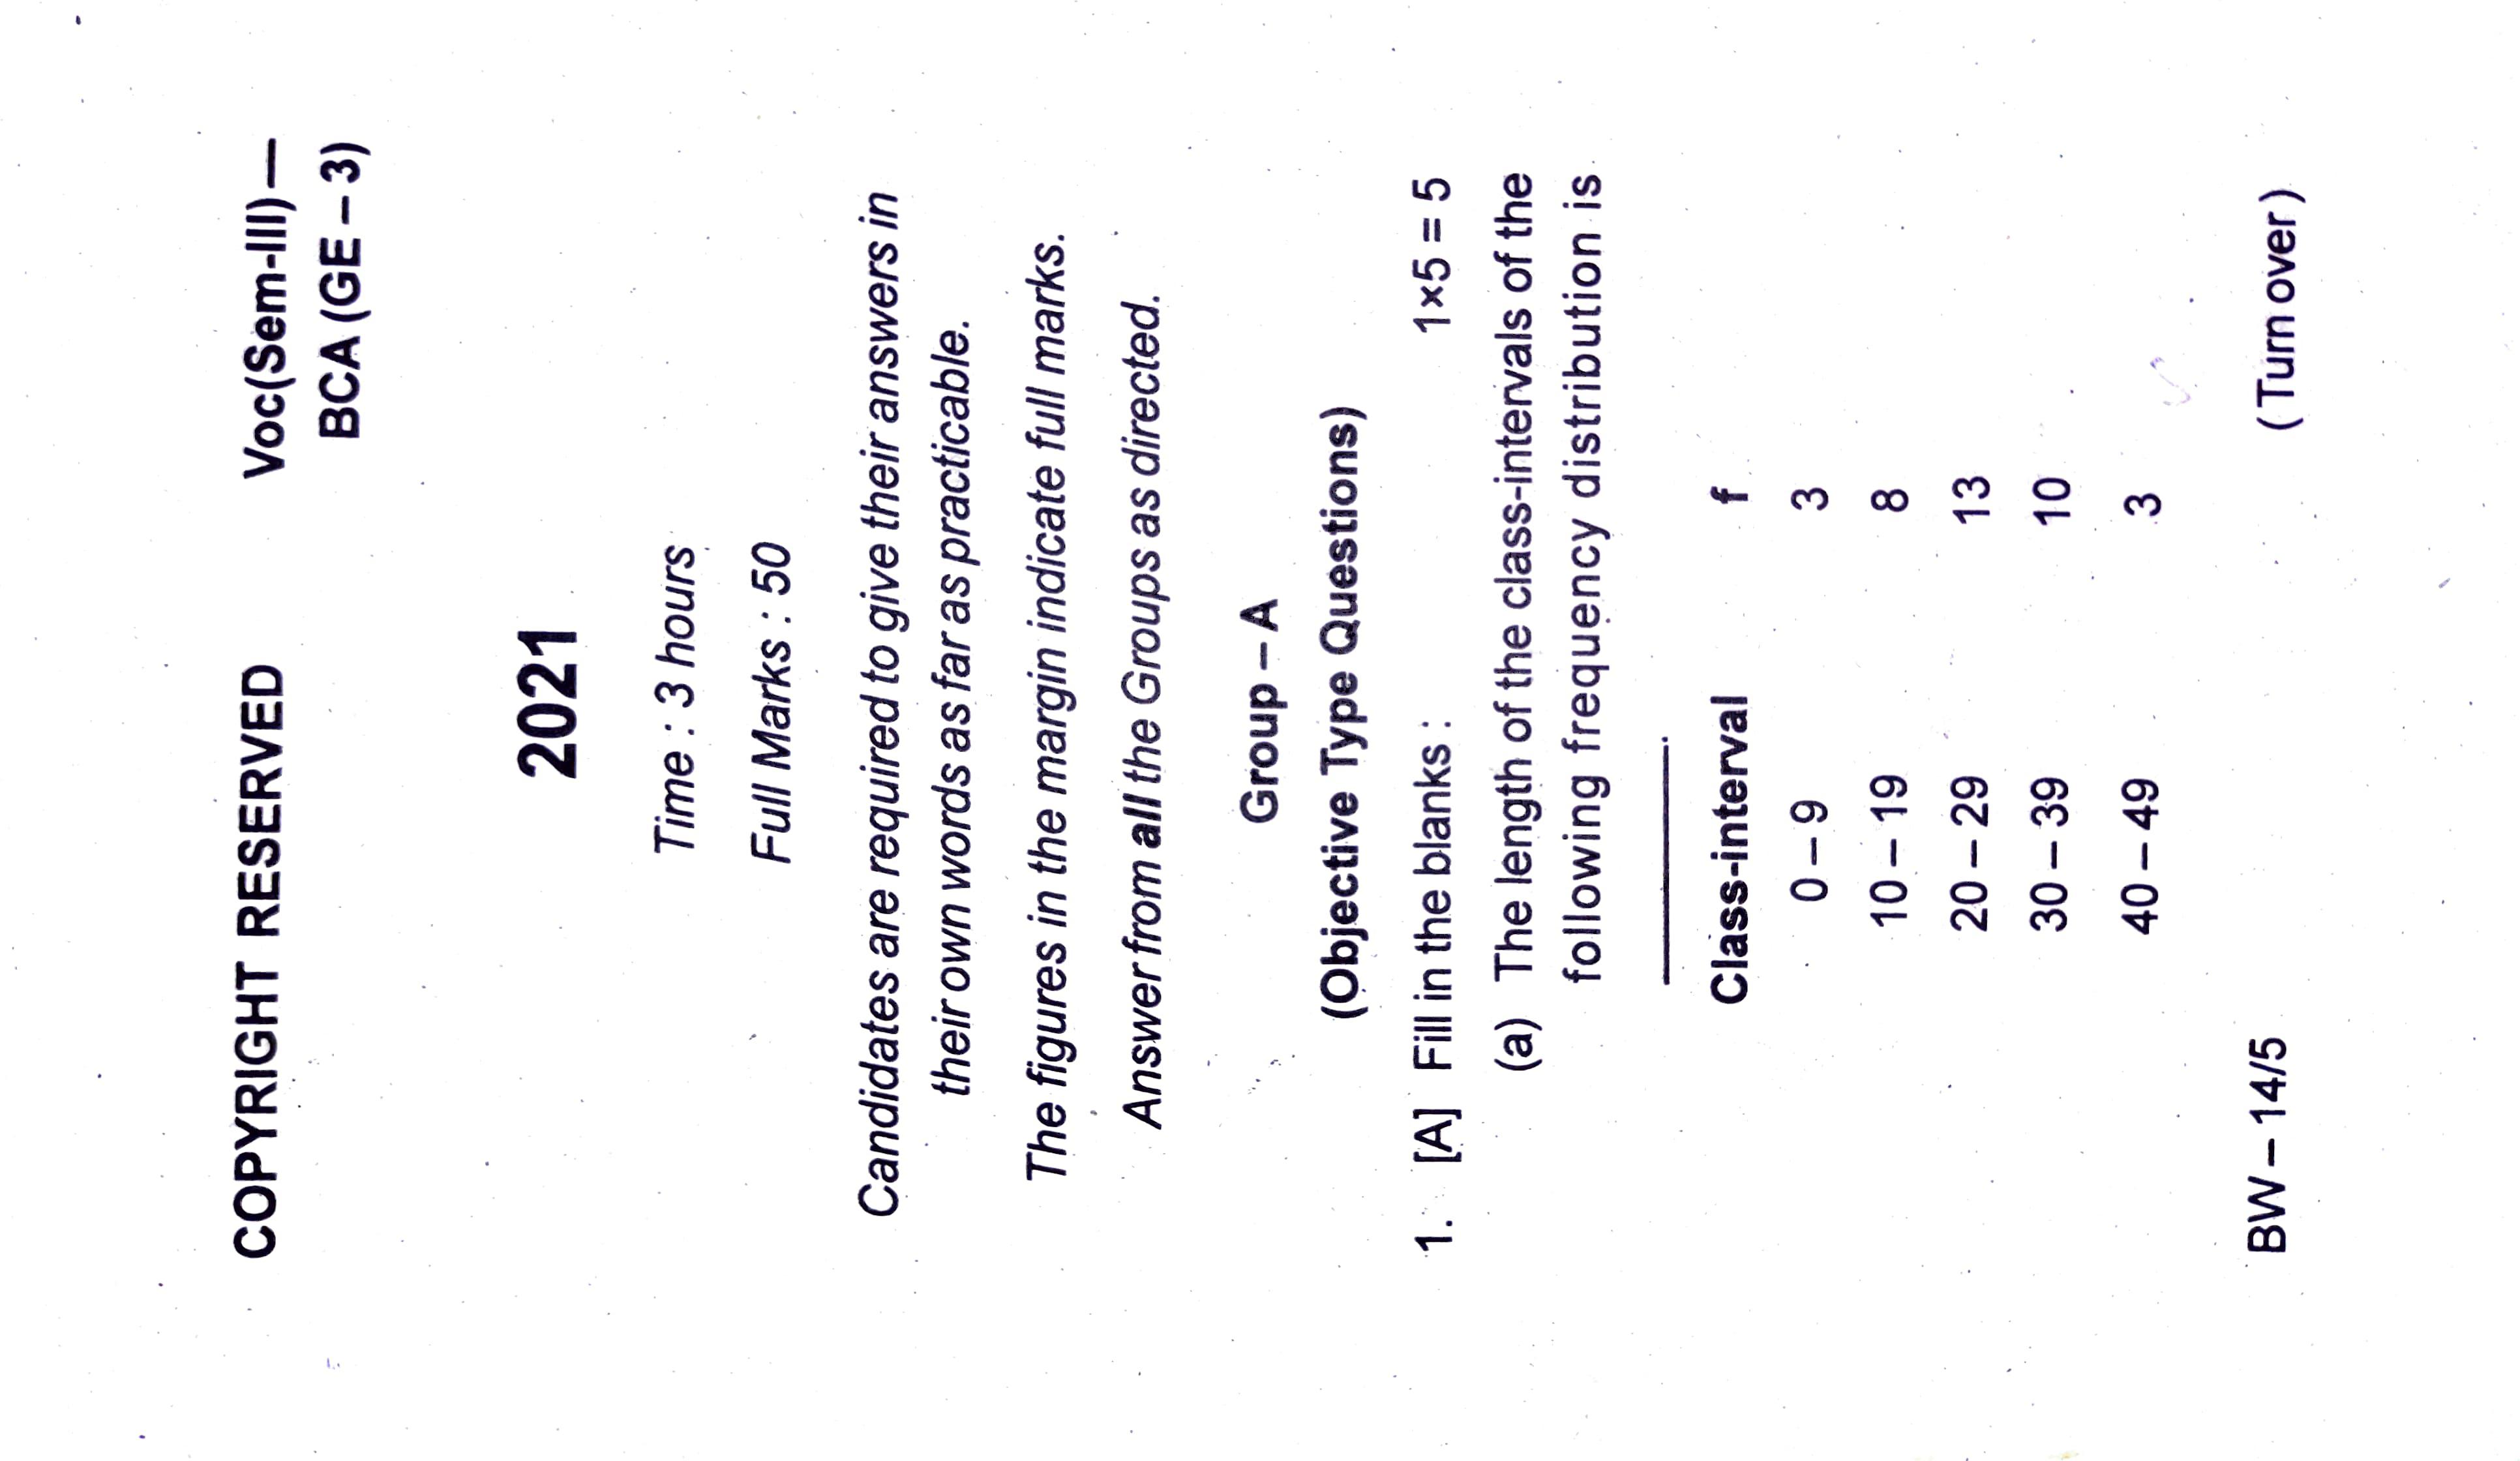 COPYRIGHT RESERVED Voc(Sem-III) —
BCA (GE – 3)
2021
Time : 3 hours
Full Marks : 50
Candidates are required to give their answers in
their own words as far as practicable.
The figures in the margin indicate full marks.
Answer from all the Groups as directed.
Group – A
(Objective Type Questions)
1. [A] Fill in the blanks : 1×5 = 5
(a) The length of the class-intervals of the
following frequency distribution is
________.
Class-interval f
0 – 9 3
10 – 19 8
20 – 29 13
30 – 39 10
40 – 49 3
BW – 14/5 ( Turn over )